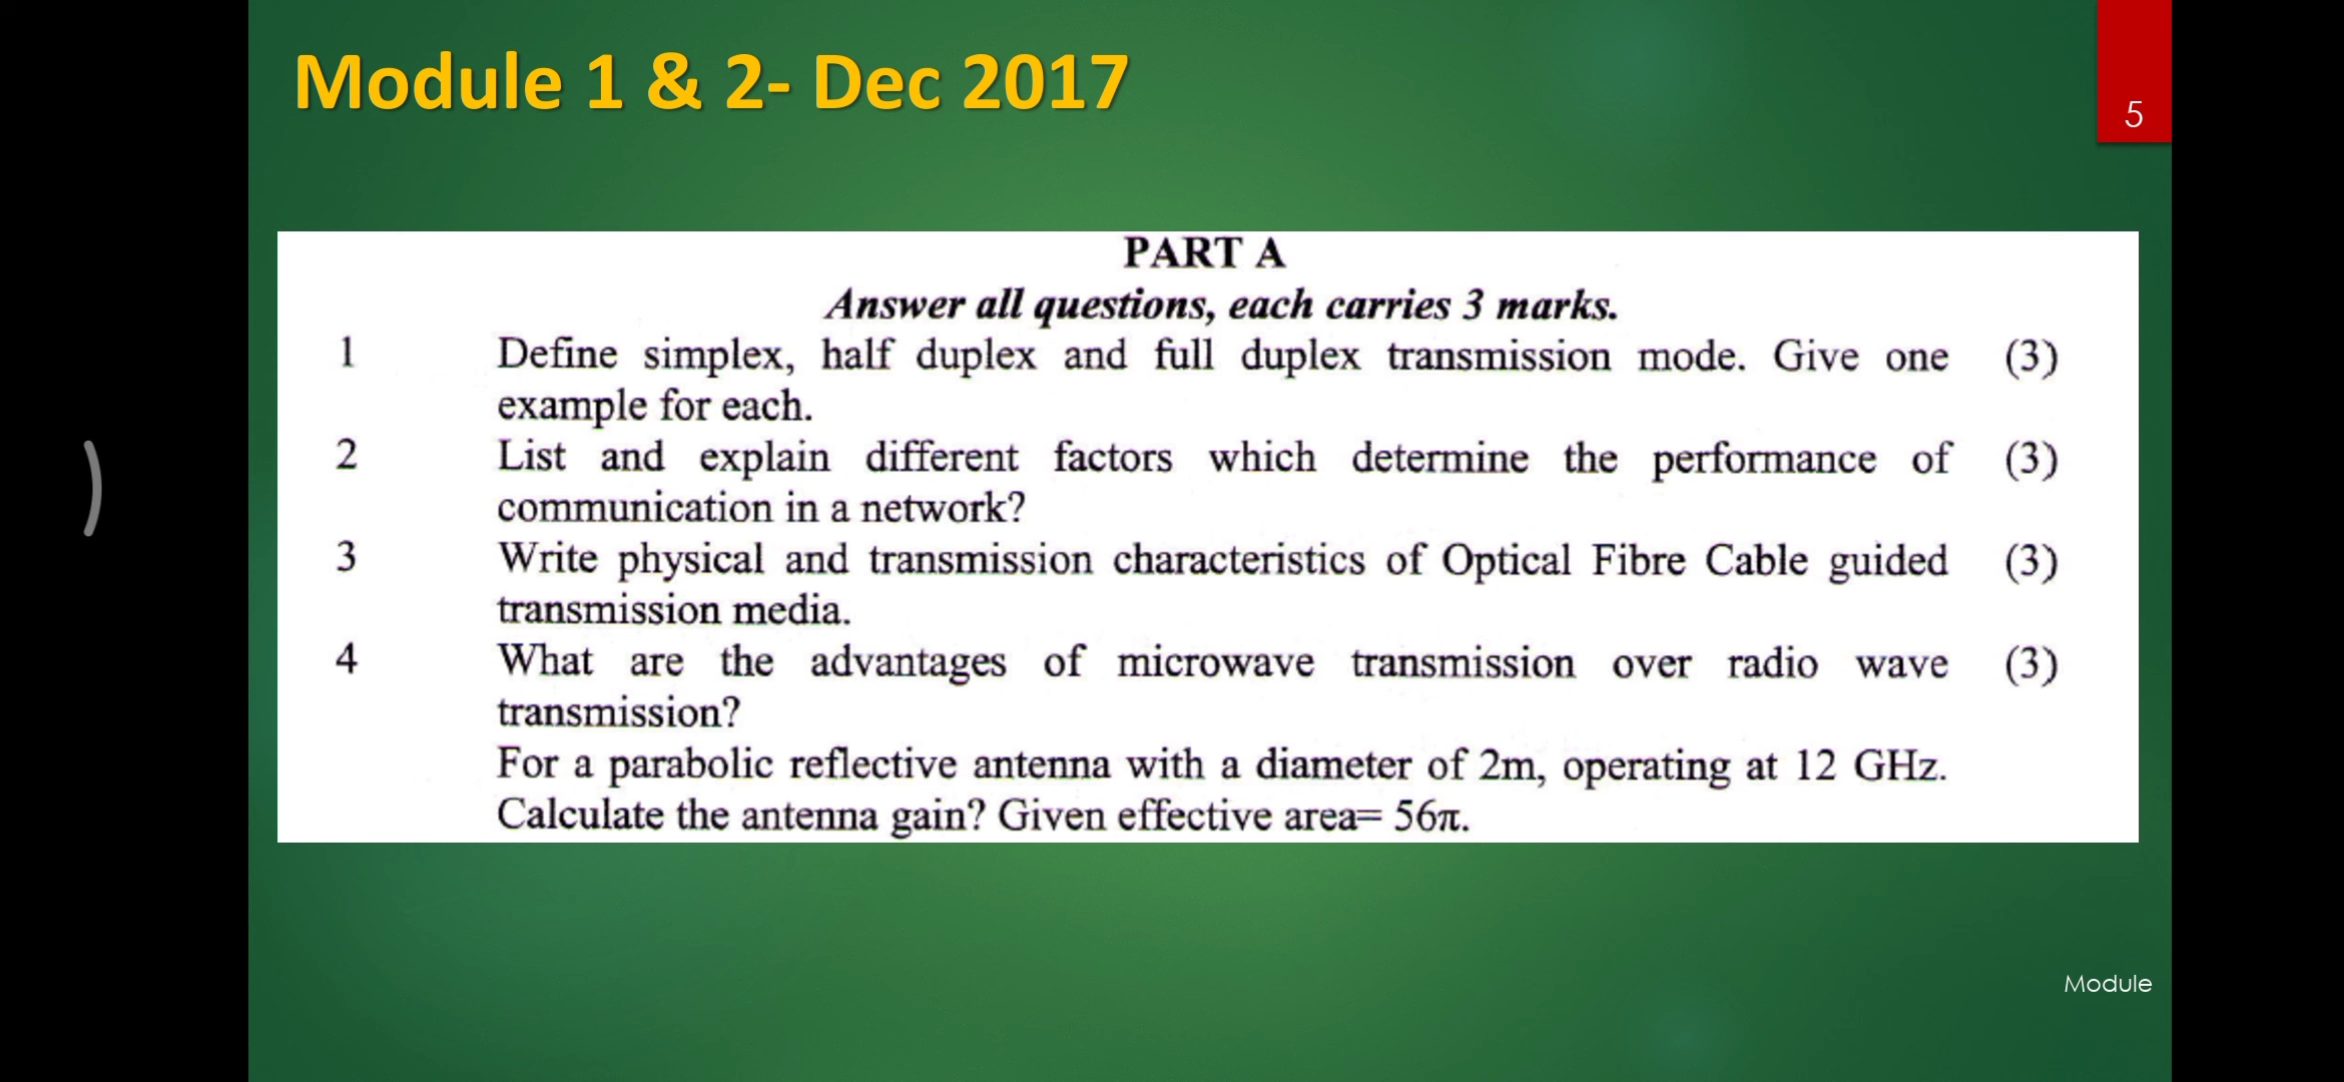 Module 1 & 2- Dec 2017
5
PART A
Answer all questions, each carries 3 marks.
1 Define simplex, half duplex and full duplex transmission mode. Give one (3)
example for each.
2 List and explain different factors which determine the performance of (3)
communication in a network?
3 Write physical and transmission characteristics of Optical Fibre Cable guided (3)
transmission media.
4 What are the advantages of microwave transmission over radio wave (3)
transmission?
For a parabolic reflective antenna with a diameter of 2m, operating at 12 GHz.
Calculate the antenna gain? Given effective area= 56π.
Module